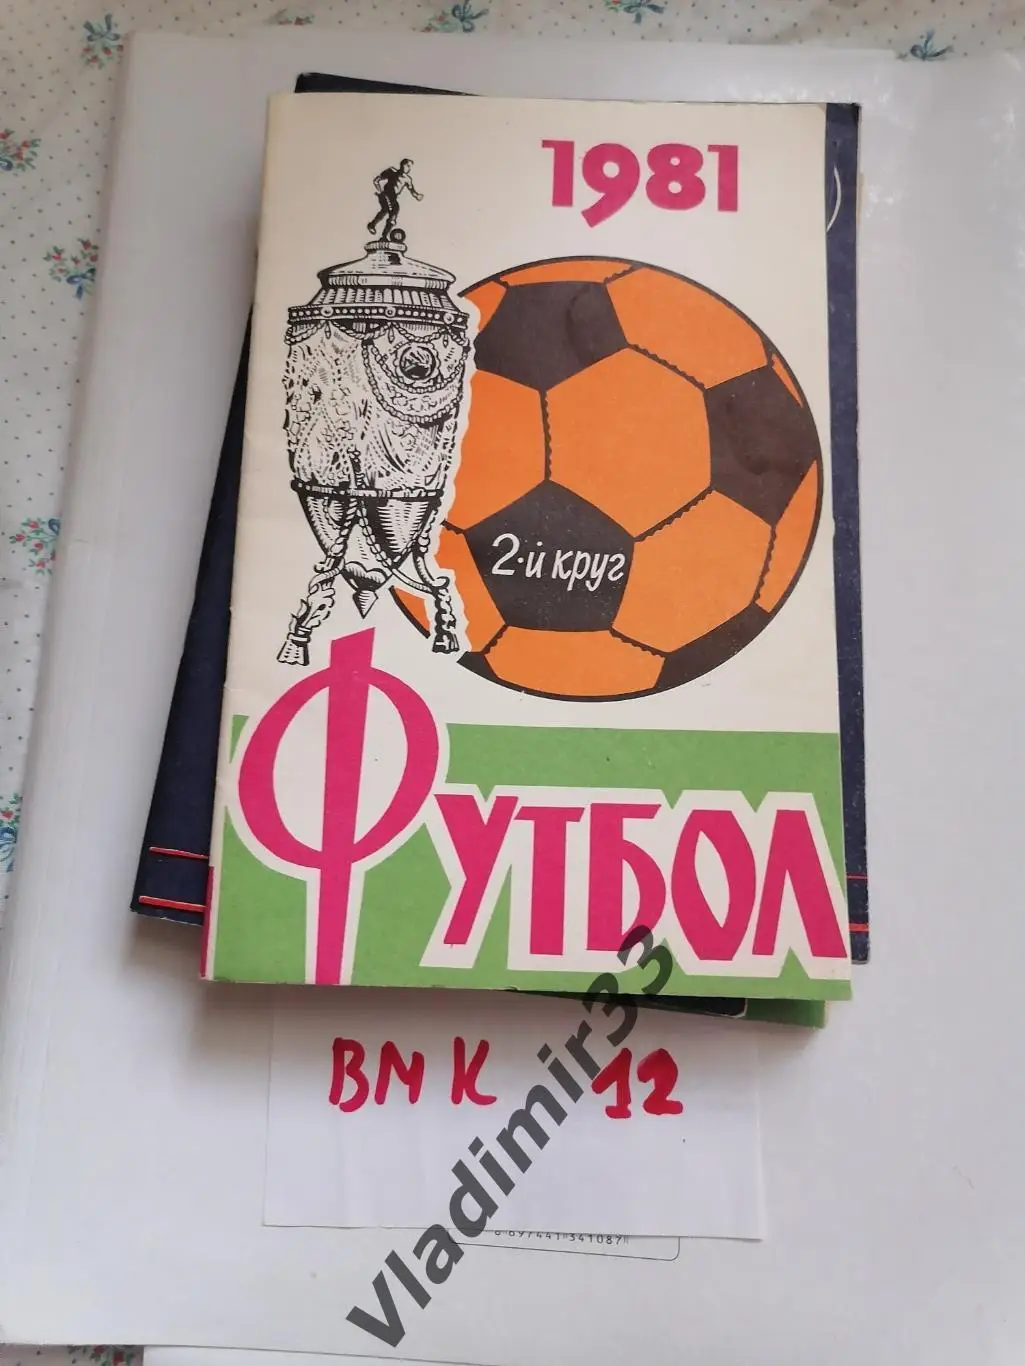 1981
2-й круг
ФУТБОЛ
ВМК 12
Vladimir33